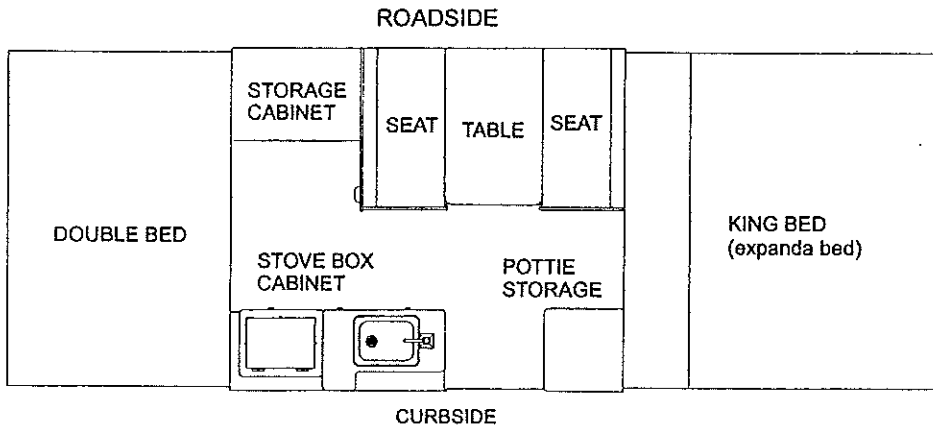 ROADSIDE
STORAGE
CABINET
SEAT
TABLE
SEAT
DOUBLE BED
STOVE BOX
CABINET
POTTIE
STORAGE
KING BED
(expanda bed)
CURBSIDE